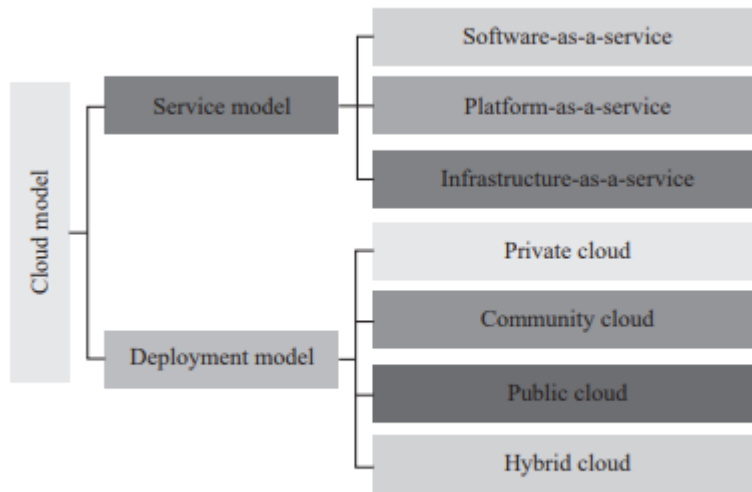 Cloud model
Service model
Software-as-a-service
Platform-as-a-service
Infrastructure-as-a-service
Deployment model
Private cloud
Community cloud
Public cloud
Hybrid cloud